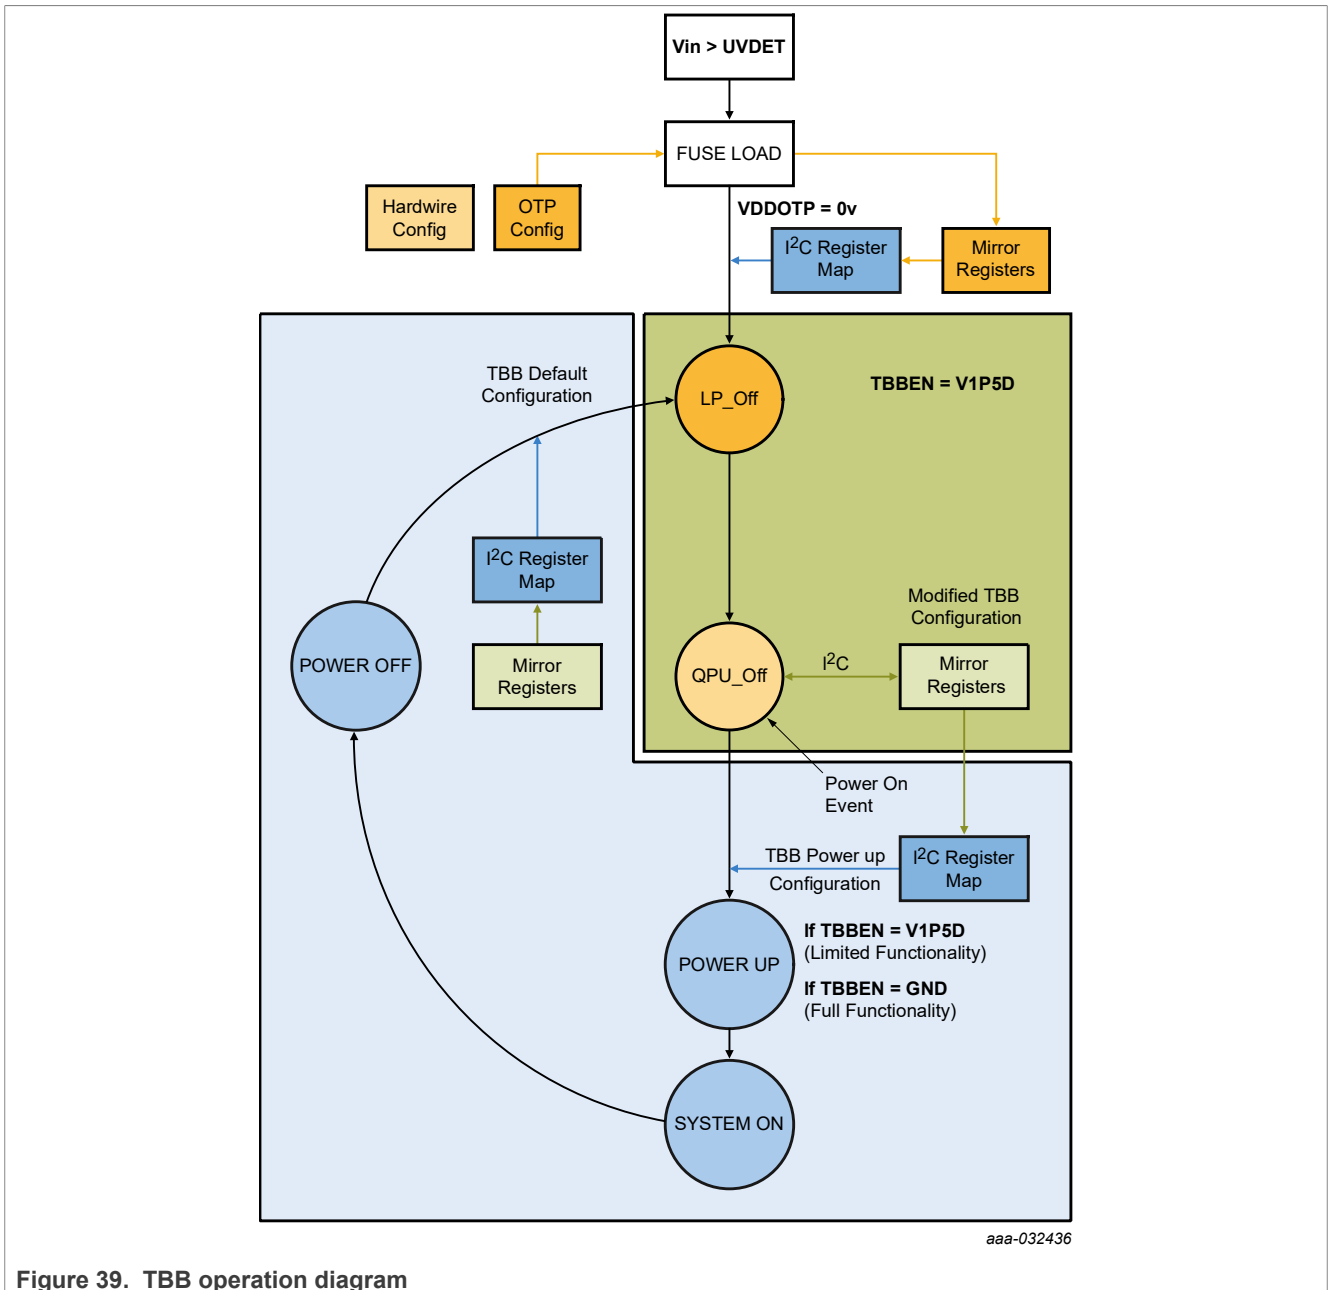 Vin > UVDET
FUSE LOAD
Hardwire
Config
OTP
Config
VDDOTP = 0v
I2C Register
Map
Mirror
Registers
TBB Default
Configuration
LP_Off
TBBEN = V1P5D
I2C Register
Map
Modified TBB
Configuration
POWER OFF
Mirror
Registers
QPU_Off
I2C
Mirror
Registers
Power On
Event
TBB Power up
Configuration
I2C Register
Map
POWER UP
If TBBEN = V1P5D
(Limited Functionality)
If TBBEN = GND
(Full Functionality)
SYSTEM ON
aaa-032436
Figure 39. TBB operation diagram